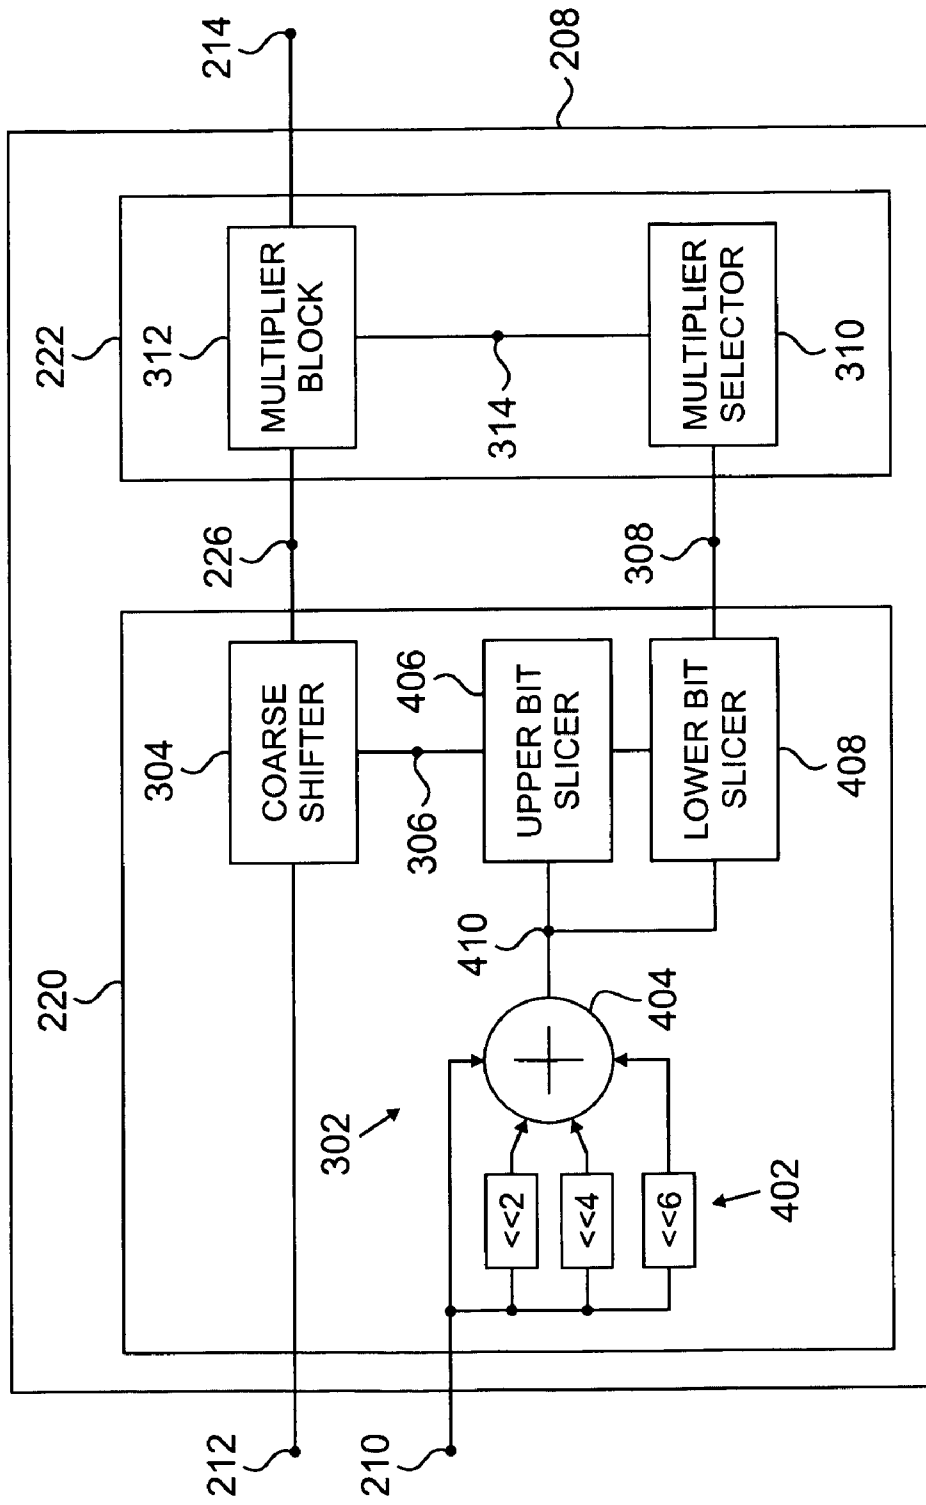 214
208
222
312
MULTIPLIER
BLOCK
314
MULTIPLIER
SELECTOR
310
226
308
220
304
COARSE
SHIFTER
306
406
UPPER BIT
SLICER
LOWER BIT
SLICER
408
410
404
302
<<2
<<4
<<6
402
212
210